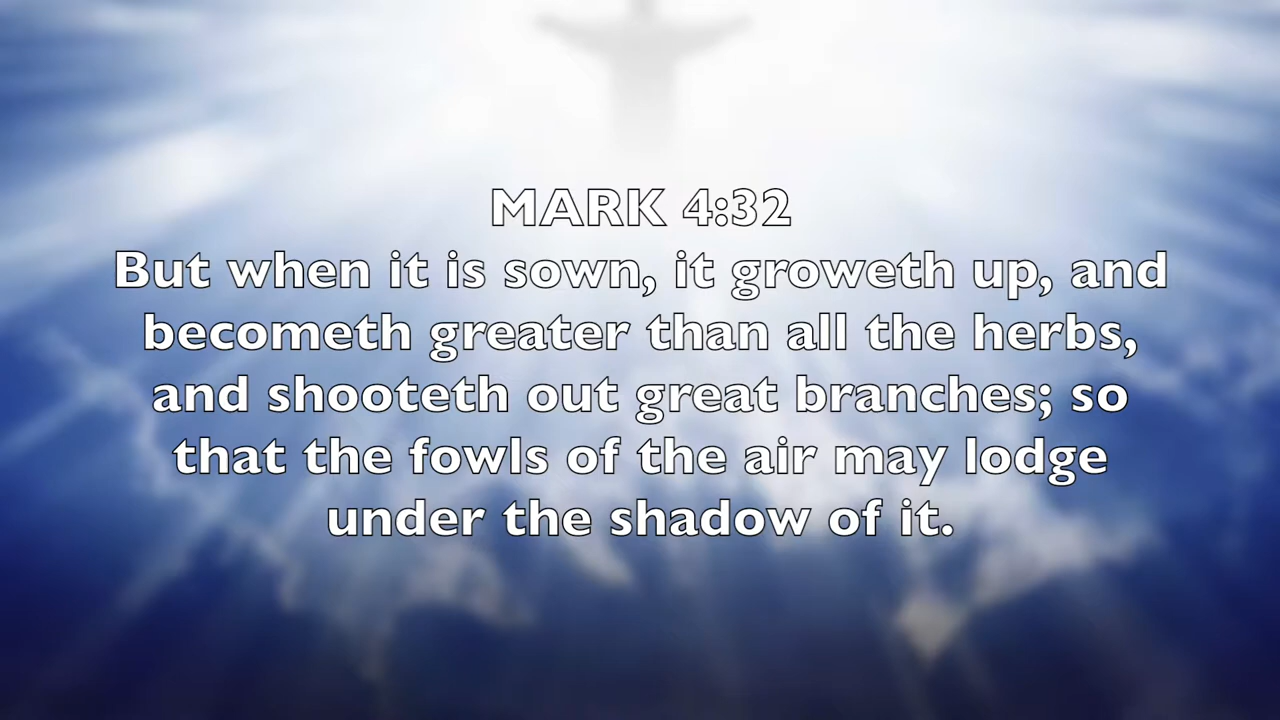 MARK 4:32
But when it is sown, it groweth up, and
becometh greater than all the herbs,
and shooteth out great branches; so
that the fowls of the air may lodge
under the shadow of it.